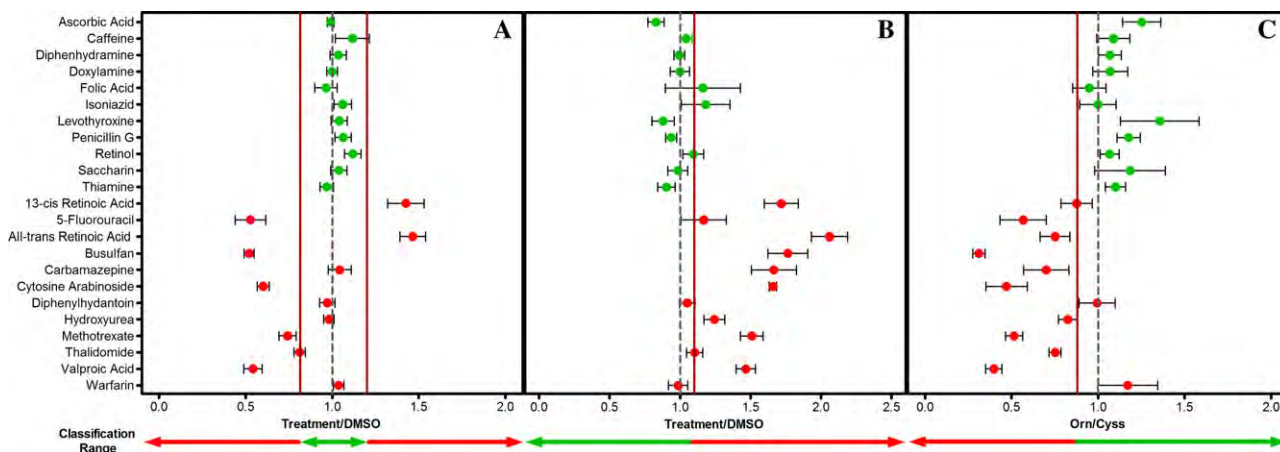 A
B
C
Ascorbic Acid
Caffeine
Diphenhydramine
Doxylamine
Folic Acid
Isoniazid
Levothyroxine
Penicillin G
Retinol
Saccharin
Thiamine
13-cis Retinoic Acid
5-Fluorouracil
All-trans Retinoic Acid
Busulfan
Carbamazepine
Cytosine Arabinoside
Diphenylhydantoin
Hydroxyurea
Methotrexate
Thalidomide
Valproic Acid
Warfarin
0.0 0.5 1.0 1.5 2.0
0.0 0.5 1.0 1.5 2.0 2.5
0.0 0.5 1.0 1.5 2.0
Treatment/DMSO
Treatment/DMSO
Orn/Cyss
Classification
Range